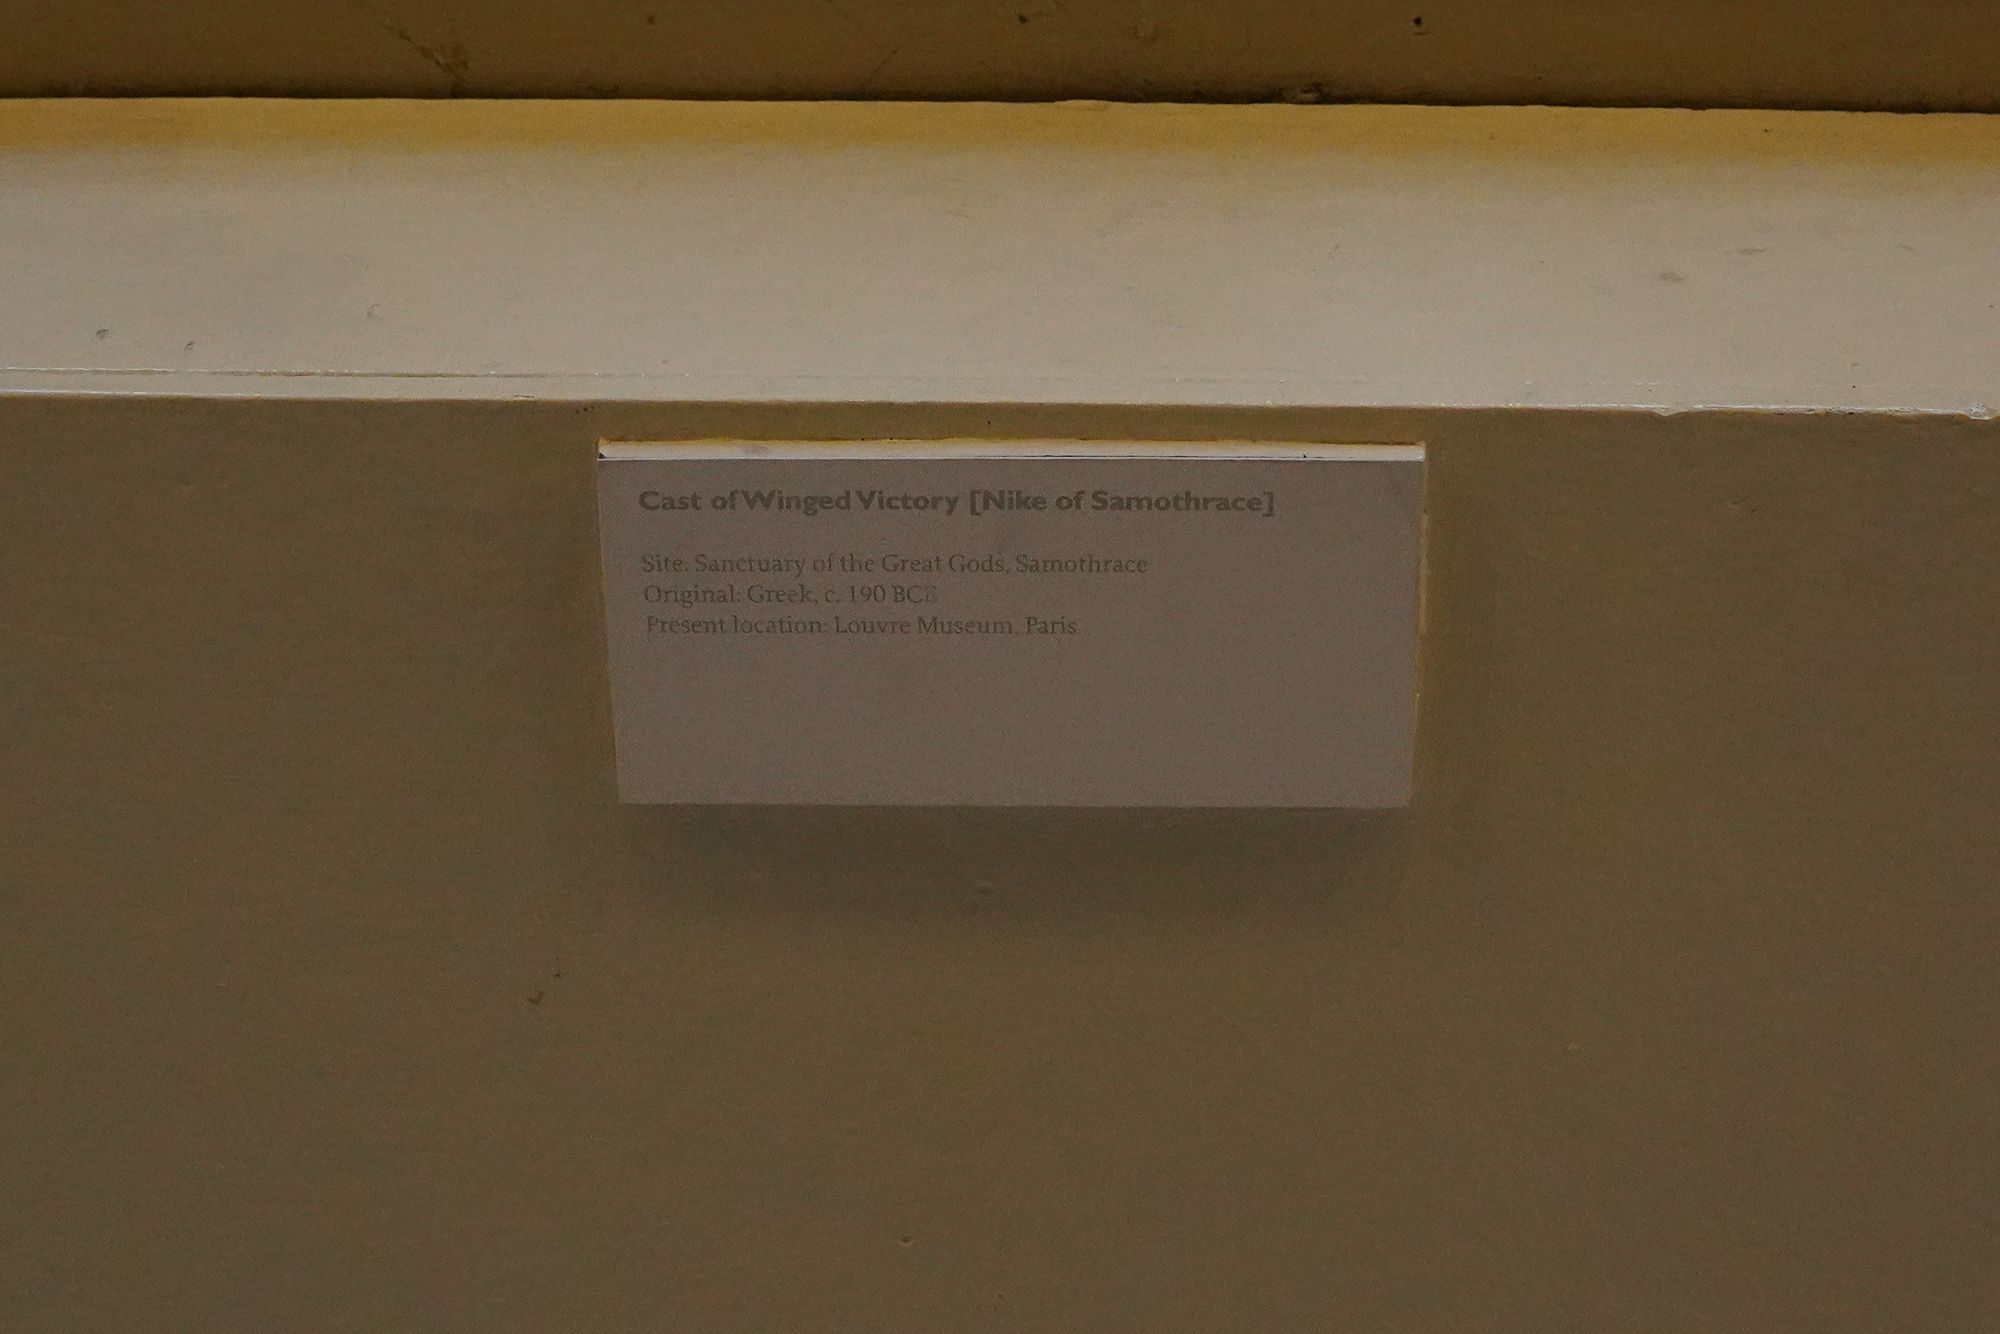 Cast of Winged Victory [Nike of Samothrace]
Site: Sanctuary of the Great Gods, Samothrace
Original: Greek, c. 190 BCE
Present location: Louvre Museum, Paris